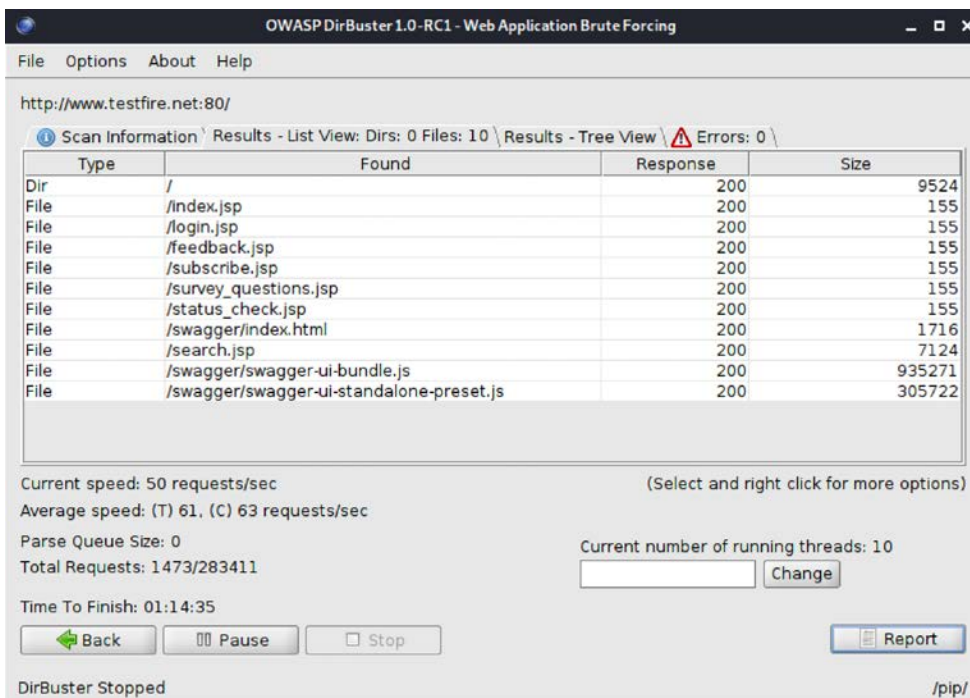 OWASP DirBuster 1.0-RC1 - Web Application Brute Forcing
File Options About Help
http://www.testfire.net:80/
Scan Information Results - List View: Dirs: 0 Files: 10 Results - Tree View Errors: 0
Type Found Response Size
Dir / 200 9524
File /index.jsp 200 155
File /login.jsp 200 155
File /feedback.jsp 200 155
File /subscribe.jsp 200 155
File /survey_questions.jsp 200 155
File /status_check.jsp 200 155
File /swagger/index.html 200 1716
File /search.jsp 200 7124
File /swagger/swagger-ui-bundle.js 200 935271
File /swagger/swagger-ui-standalone-preset.js 200 305722
Current speed: 50 requests/sec (Select and right click for more options)
Average speed: (T) 61, (C) 63 requests/sec
Parse Queue Size: 0
Current number of running threads: 10
Total Requests: 1473/283411
Change
Time To Finish: 01:14:35
Back Pause Stop Report
DirBuster Stopped /pip/